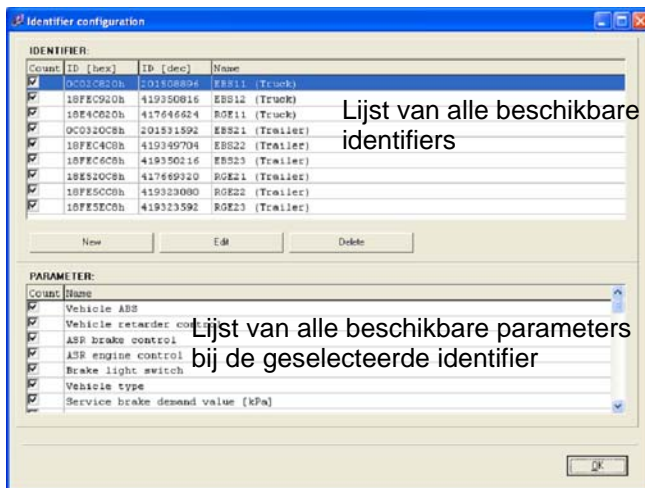 Identifier configuration
IDENTIFIER:
Count ID [hex] ID [dec] Name
0C03C820h 201508896 EBS11 (Truck)
18FEC920h 419350816 EBS12 (Truck)
18E4C820h 417646624 RGE11 (Truck)
0C0320C8h 201531592 EBS21 (Trailer)
18FEC4C8h 419349704 EBS22 (Trailer)
18FEC6C8h 419350216 EBS23 (Trailer)
18E520C8h 417669320 RGE21 (Trailer)
18FE5CC8h 419323080 RGE22 (Trailer)
18FE5EC8h 419323592 RGE23 (Trailer)
Lijst van alle beschikbare
identifiers
New Edit Delete
PARAMETER:
Count Name
Vehicle ABS
Vehicle retarder control
ASR brake control
ASR engine control
Brake light switch
Vehicle type
Service brake demand value [kPa]
Lijst van alle beschikbare parameters
bij de geselecteerde identifier
OK